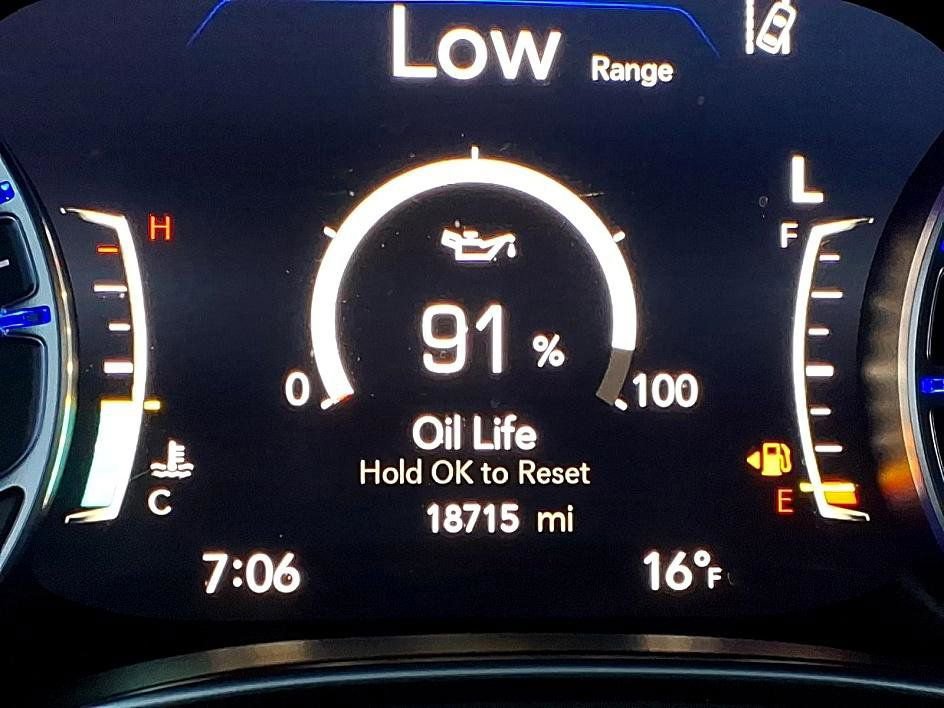 Low Range
L
H
F
91 %
0
100
Oil Life
Hold OK to Reset
C
E
18715 mi
7:06
16°F